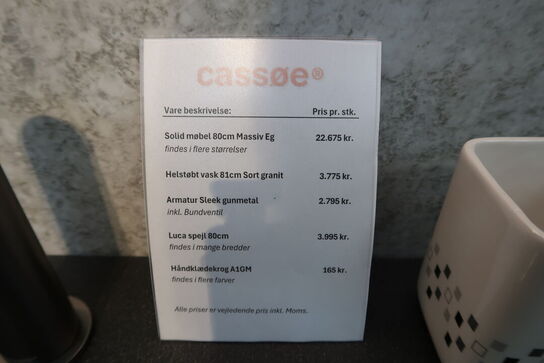 cassøe®
Vare beskrivelse: Pris pr. stk.
Solid møbel 80cm Massiv Eg 22.675 kr.
findes i flere størrelser
Helstøbt vask 81cm Sort granit 3.775 kr.
Armatur Sleek gunmetal 2.795 kr.
inkl. Bundventil
Luca spejl 80cm 3.995 kr.
findes i mange bredder
Håndklædekrog A1GM 165 kr.
findes i flere farver
Alle priser er vejledende pris inkl. Moms.